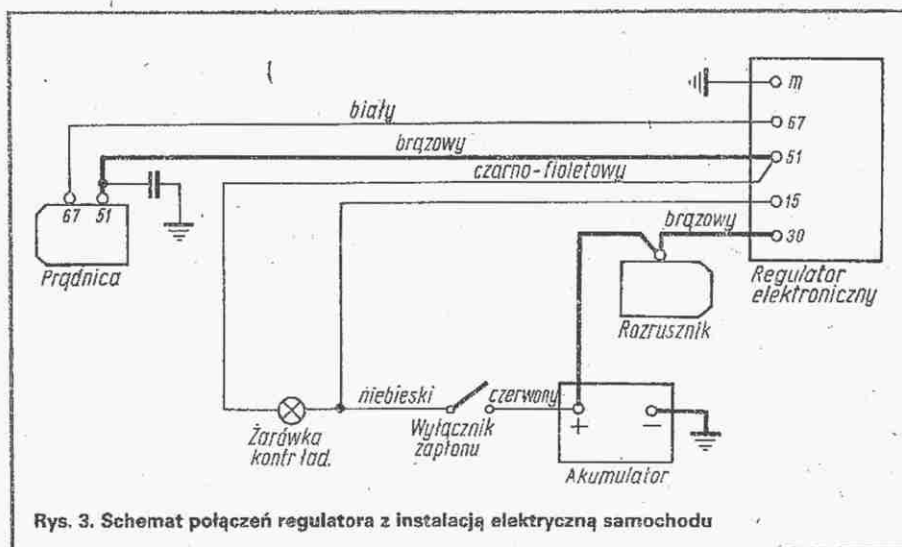 m
biały
67
brązowy
51
czarno-fioletowy
15
brązowy
30
67 51
Prądnica
Regulator
elektroniczny
Rozrusznik
niebieski
czerwony
Żarówka
kontr ład.
Wyłącznik
zapłonu
+ −
Akumulator
Rys. 3. Schemat połączeń regulatora z instalacją elektryczną samochodu